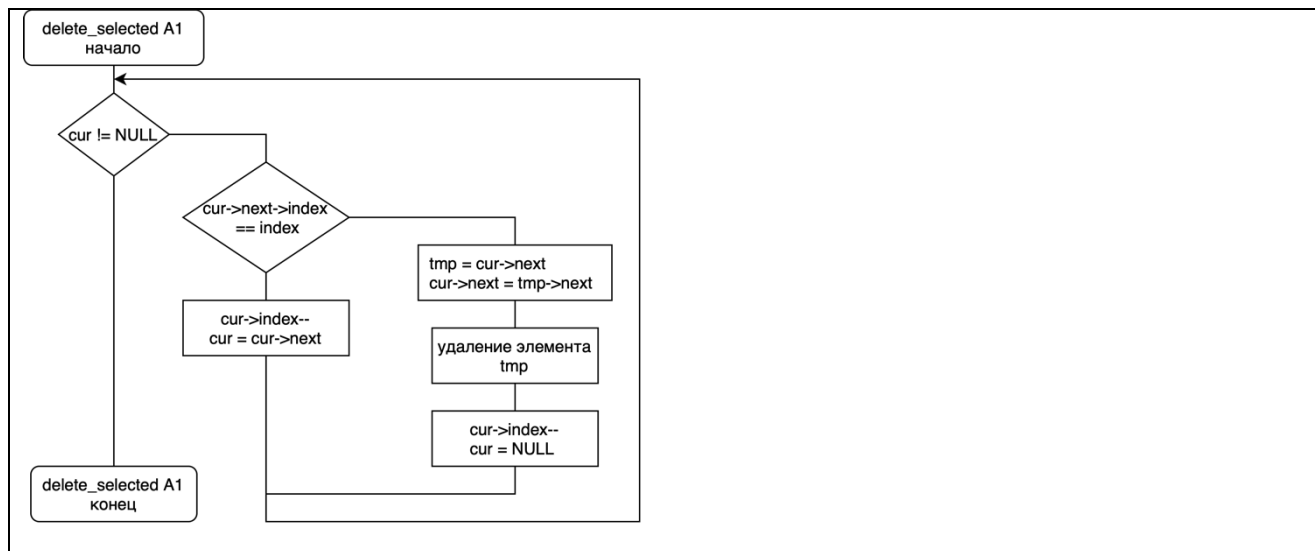 delete_selected A1
начало
cur != NULL
cur->next->index
== index
tmp = cur->next
cur->next = tmp->next
cur->index--
cur = cur->next
удаление элемента
tmp
cur->index--
cur = NULL
delete_selected A1
конец